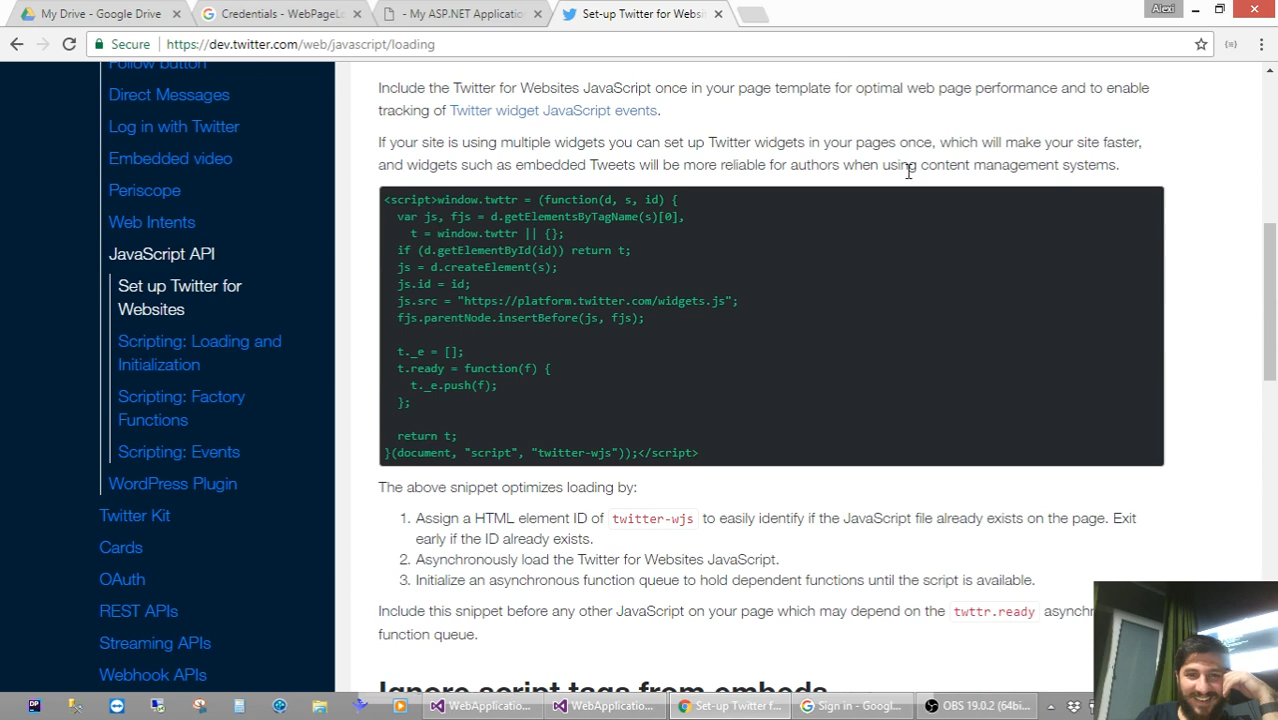 My Drive - Google Drive
Credentials - WebPageLo
- My ASP.NET Application
Set-up Twitter for Websi
Alexi
Secure
https://dev.twitter.com/web/javascript/loading
Follow button
Direct Messages
Log in with Twitter
Embedded video
Periscope
Web Intents
JavaScript API
Set up Twitter for
Websites
Scripting: Loading and
Initialization
Scripting: Factory
Functions
Scripting: Events
WordPress Plugin
Twitter Kit
Cards
OAuth
REST APIs
Streaming APIs
Webhook APIs
Include the Twitter for Websites JavaScript once in your page template for optimal web page performance and to enable
tracking of Twitter widget JavaScript events.
If your site is using multiple widgets you can set up Twitter widgets in your pages once, which will make your site faster,
and widgets such as embedded Tweets will be more reliable for authors when using content management systems.
<script>window.twttr = (function(d, s, id) {
var js, fjs = d.getElementsByTagName(s)[0],
t = window.twttr || {};
if (d.getElementById(id)) return t;
js = d.createElement(s);
js.id = id;
js.src = "https://platform.twitter.com/widgets.js";
fjs.parentNode.insertBefore(js, fjs);
t._e = [];
t.ready = function(f) {
t._e.push(f);
};
return t;
}(document, "script", "twitter-wjs"));</script>
The above snippet optimizes loading by:
1. Assign a HTML element ID of twitter-wjs to easily identify if the JavaScript file already exists on the page. Exit
early if the ID already exists.
2. Asynchronously load the Twitter for Websites JavaScript.
3. Initialize an asynchronous function queue to hold dependent functions until the script is available.
Include this snippet before any other JavaScript on your page which may depend on the twttr.ready asynchr
function queue.
Ignore script tags from embeds
DP
WebApplication...
WebApplication...
Set-up Twitter f...
Sign in - Googl...
OBS 19.0.2 (64bi...